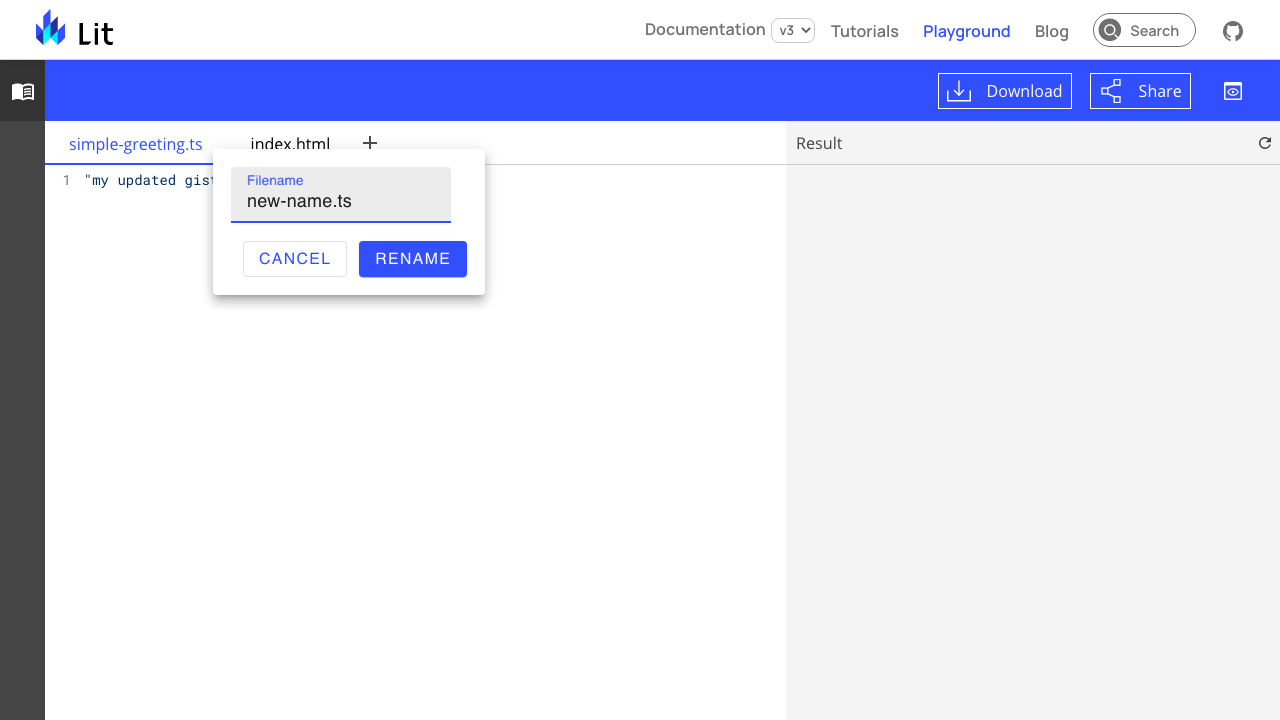 Lit
Documentation v3 Tutorials Playground Blog Search
Download Share
simple-greeting.ts index.html
Result
1 "my updated gist
Filename
new-name.ts
CANCEL RENAME